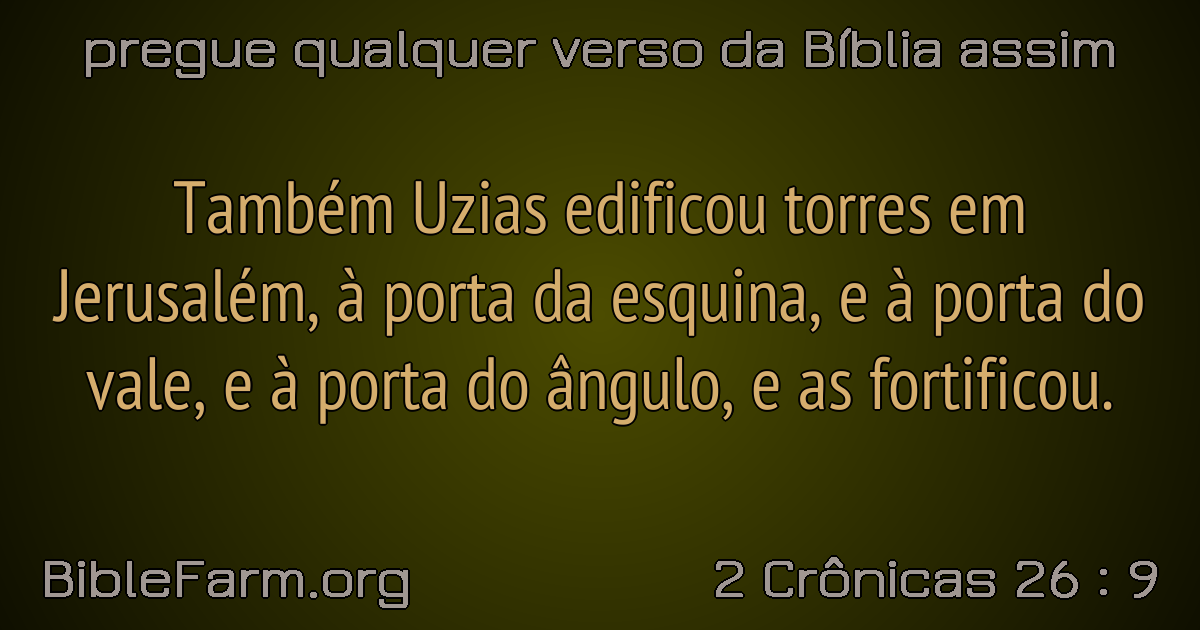 pregue qualquer verso da Bíblia assim
Também Uzias edificou torres em
Jerusalém, à porta da esquina, e à porta do
vale, e à porta do ângulo, e as fortificou.
BibleFarm.org
2 Crônicas 26 : 9